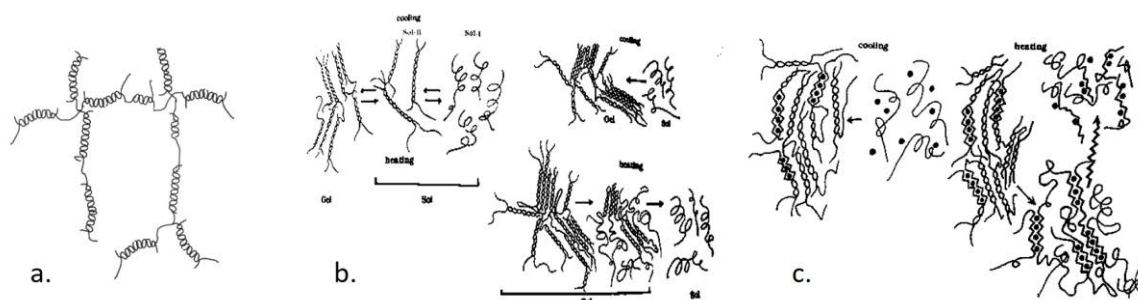 cooling
Sol-II Sol-I
heating
Gel Sol
cooling
Gel Sol
heating
Sol
cooling
heating
a.
b.
c.